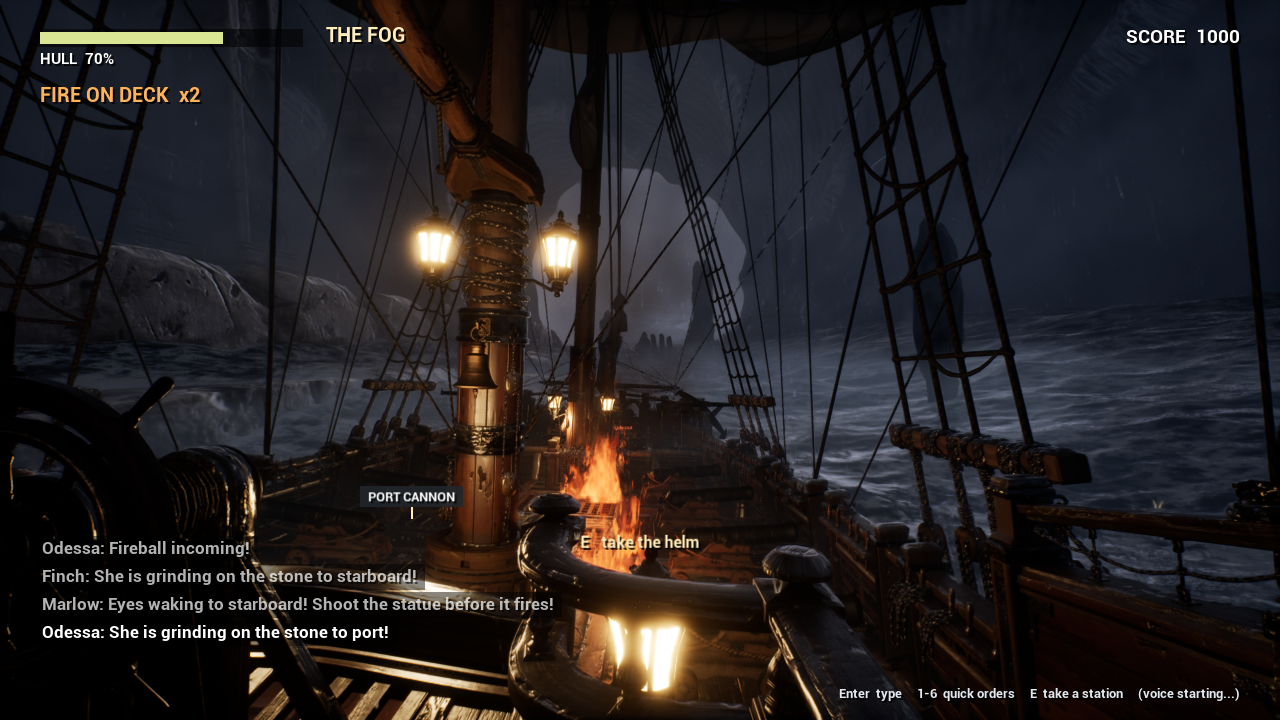 THE FOG
SCORE 1000
HULL 70%
FIRE ON DECK x2
PORT CANNON
E take the helm
Odessa: Fireball incoming!
Finch: She is grinding on the stone to starboard!
Marlow: Eyes waking to starboard! Shoot the statue before it fires!
Odessa: She is grinding on the stone to port!
Enter type 1-6 quick orders E take a station (voice starting...)